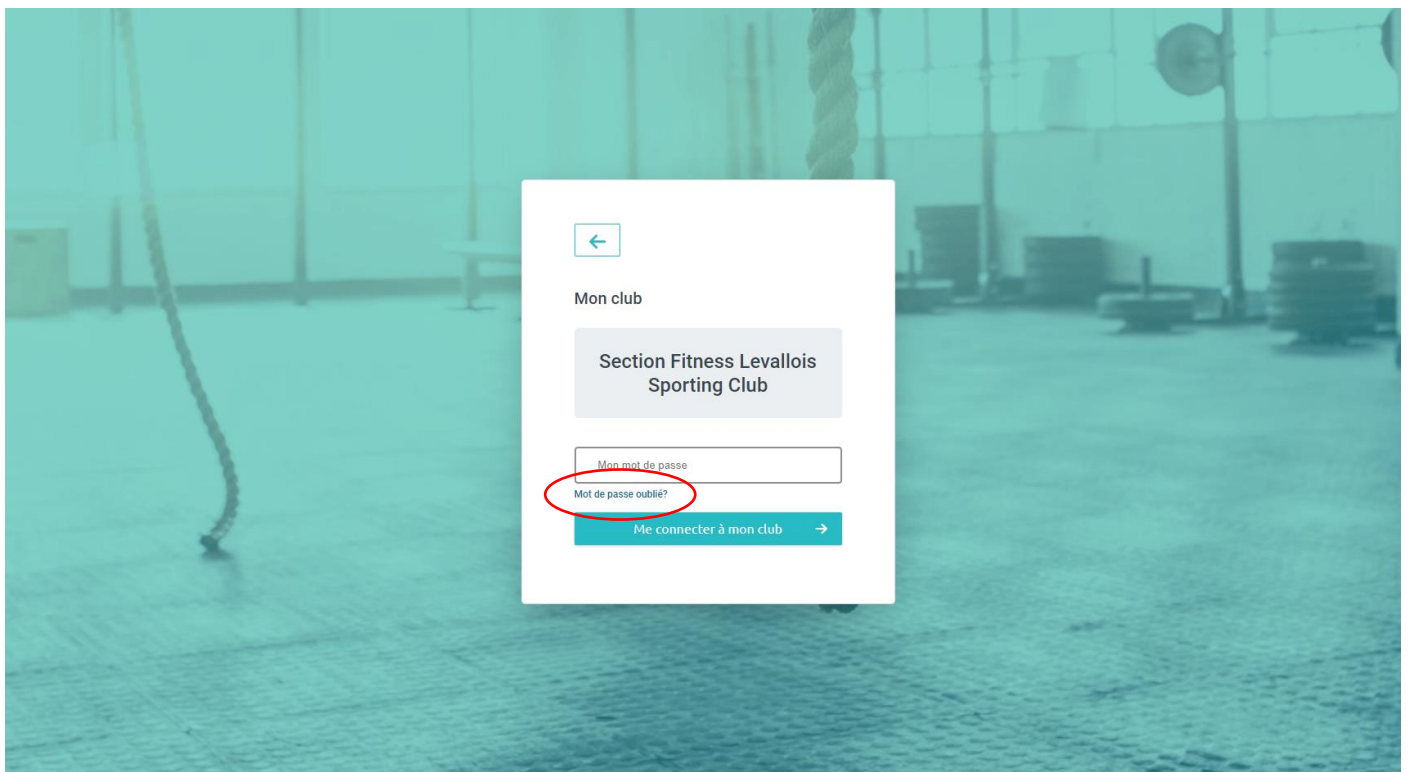 Mon club
Section Fitness Levallois
Sporting Club
Mon mot de passe
Mot de passe oublié?
Me connecter à mon club